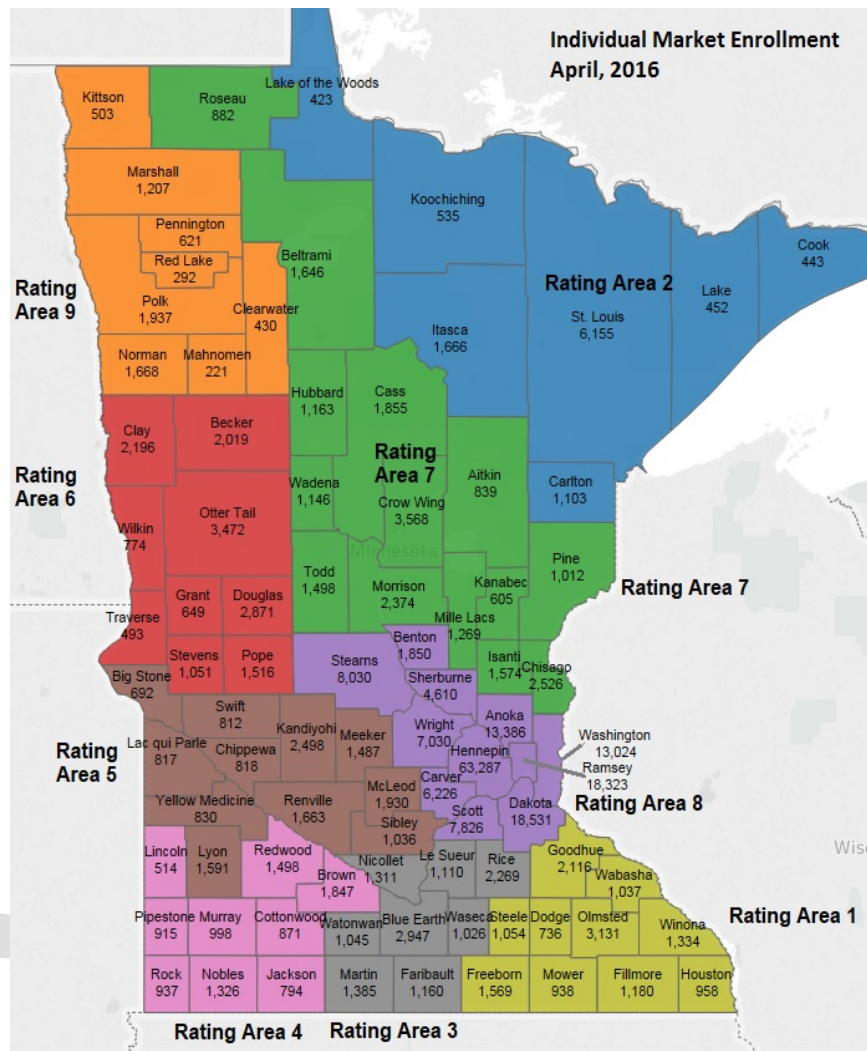 Individual Market Enrollment
April, 2016
Kittson
503
Roseau
882
Lake of the Woods
423
Marshall
1,207
Koochiching
535
Pennington
621
Red Lake
292
Beltrami
1,646
Cook
443
Rating
Area 9
Polk
1,937
Clearwater
430
Rating Area 2
Lake
452
St. Louis
6,155
Itasca
1,666
Norman
1,668
Mahnomen
221
Hubbard
1,163
Cass
1,855
Clay
2,196
Becker
2,019
Rating
Area 6
Rating
Area 7
Aitkin
839
Wadena
1,146
Crow Wing
3,568
Carlton
1,103
Otter Tail
3,472
Wilkin
774
Minnesota
Pine
1,012
Todd
1,498
Morrison
2,374
Kanabec
605
Rating Area 7
Grant
649
Douglas
2,871
Traverse
493
Mille Lacs
1,269
Benton
1,850
Isanti
1,574
Chisago
2,526
Stevens
1,051
Pope
1,516
Stearns
8,030
Big Stone
692
Sherburne
4,610
Swift
812
Kandiyohi
2,498
Meeker
1,487
Wright
7,030
Anoka
13,386
Washington
13,024
Rating
Area 5
Lac qui Parle
817
Chippewa
818
Hennepin
63,287
Ramsey
18,323
McLeod
1,930
Carver
6,226
Rating Area 8
Yellow Medicine
830
Renville
1,663
Scott
7,826
Dakota
18,531
Sibley
1,036
Lincoln
514
Lyon
1,591
Redwood
1,498
Nicollet
1,311
Le Sueur
1,110
Rice
2,269
Goodhue
2,116
Wisc
Brown
1,847
Wabasha
1,037
Pipestone
915
Murray
998
Cottonwood
871
Watonwan
1,045
Blue Earth
2,947
Waseca
1,026
Steele
1,054
Dodge
736
Olmsted
3,131
Winona
1,334
Rating Area 1
Rock
937
Nobles
1,326
Jackson
794
Martin
1,385
Faribault
1,160
Freeborn
1,569
Mower
938
Fillmore
1,180
Houston
958
Rating Area 4
Rating Area 3